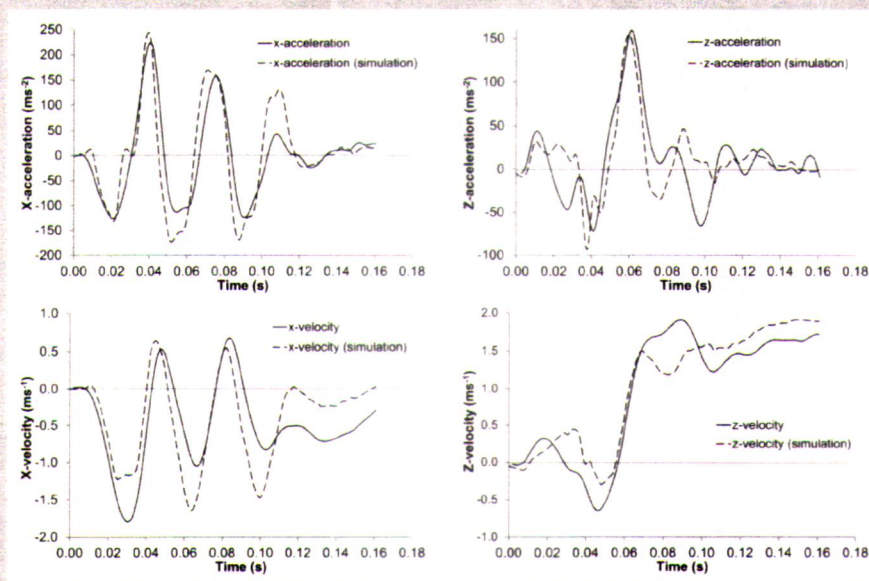 X-acceleration (ms⁻²)
250
200
150
100
50
0
-50
-100
-150
-200
x-acceleration
x-acceleration (simulation)
0.00 0.02 0.04 0.06 0.08 0.10 0.12 0.14 0.16 0.18
Time (s)
Z-acceleration (ms⁻²)
150
100
50
0
-50
-100
z-acceleration
z-acceleration (simulation)
0.00 0.02 0.04 0.06 0.08 0.10 0.12 0.14 0.16 0.18
Time (s)
X-velocity (ms⁻¹)
1.0
0.5
0.0
-0.5
-1.0
-1.5
-2.0
x-velocity
x-velocity (simulation)
0.00 0.02 0.04 0.06 0.08 0.10 0.12 0.14 0.16 0.18
Time (s)
Z-velocity (ms⁻¹)
2.0
1.5
1.0
0.5
0.0
-0.5
-1.0
z-velocity
z-velocity (simulation)
0.00 0.02 0.04 0.06 0.08 0.10 0.12 0.14 0.16 0.18
Time (s)